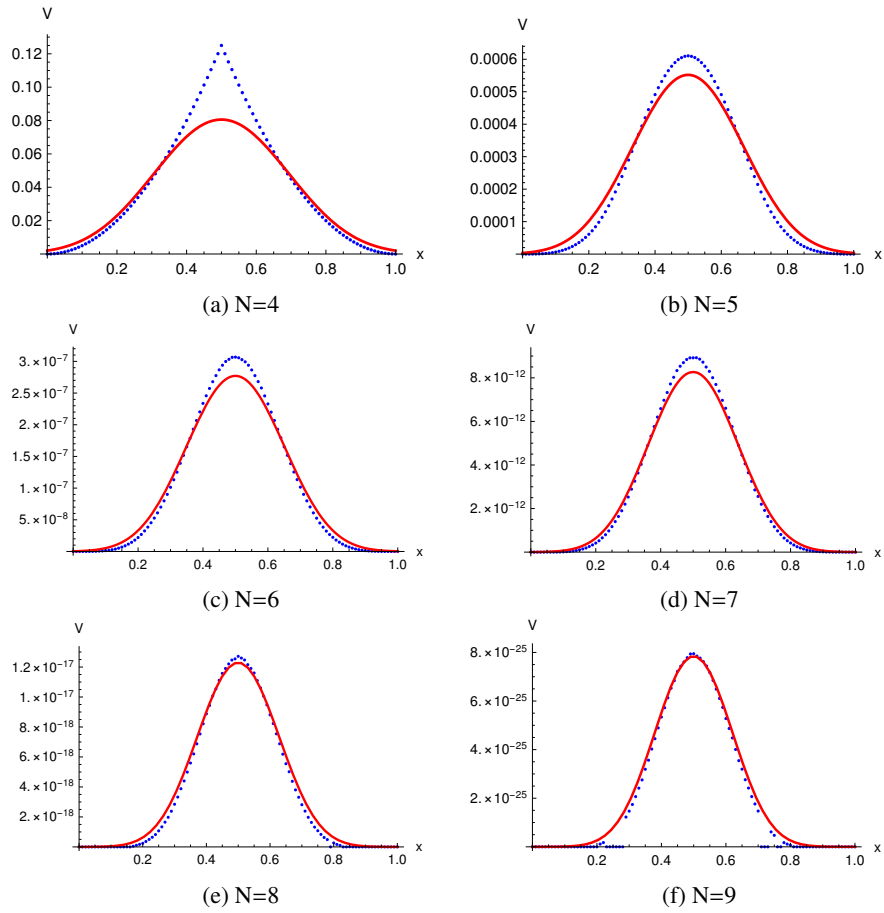 V
0.12
0.10
0.08
0.06
0.04
0.02
0.2 0.4 0.6 0.8 1.0
x
(a) N=4
V
0.0006
0.0005
0.0004
0.0003
0.0002
0.0001
0.2 0.4 0.6 0.8 1.0
x
(b) N=5
V
3.×10⁻⁷
2.5×10⁻⁷
2.×10⁻⁷
1.5×10⁻⁷
1.×10⁻⁷
5.×10⁻⁸
0.2 0.4 0.6 0.8 1.0
x
(c) N=6
V
8.×10⁻¹²
6.×10⁻¹²
4.×10⁻¹²
2.×10⁻¹²
0.2 0.4 0.6 0.8 1.0
x
(d) N=7
V
1.2×10⁻¹⁷
1.×10⁻¹⁷
8.×10⁻¹⁸
6.×10⁻¹⁸
4.×10⁻¹⁸
2.×10⁻¹⁸
0.2 0.4 0.6 0.8 1.0
x
(e) N=8
V
8.×10⁻²⁵
6.×10⁻²⁵
4.×10⁻²⁵
2.×10⁻²⁵
0.2 0.4 0.6 0.8 1.0
x
(f) N=9